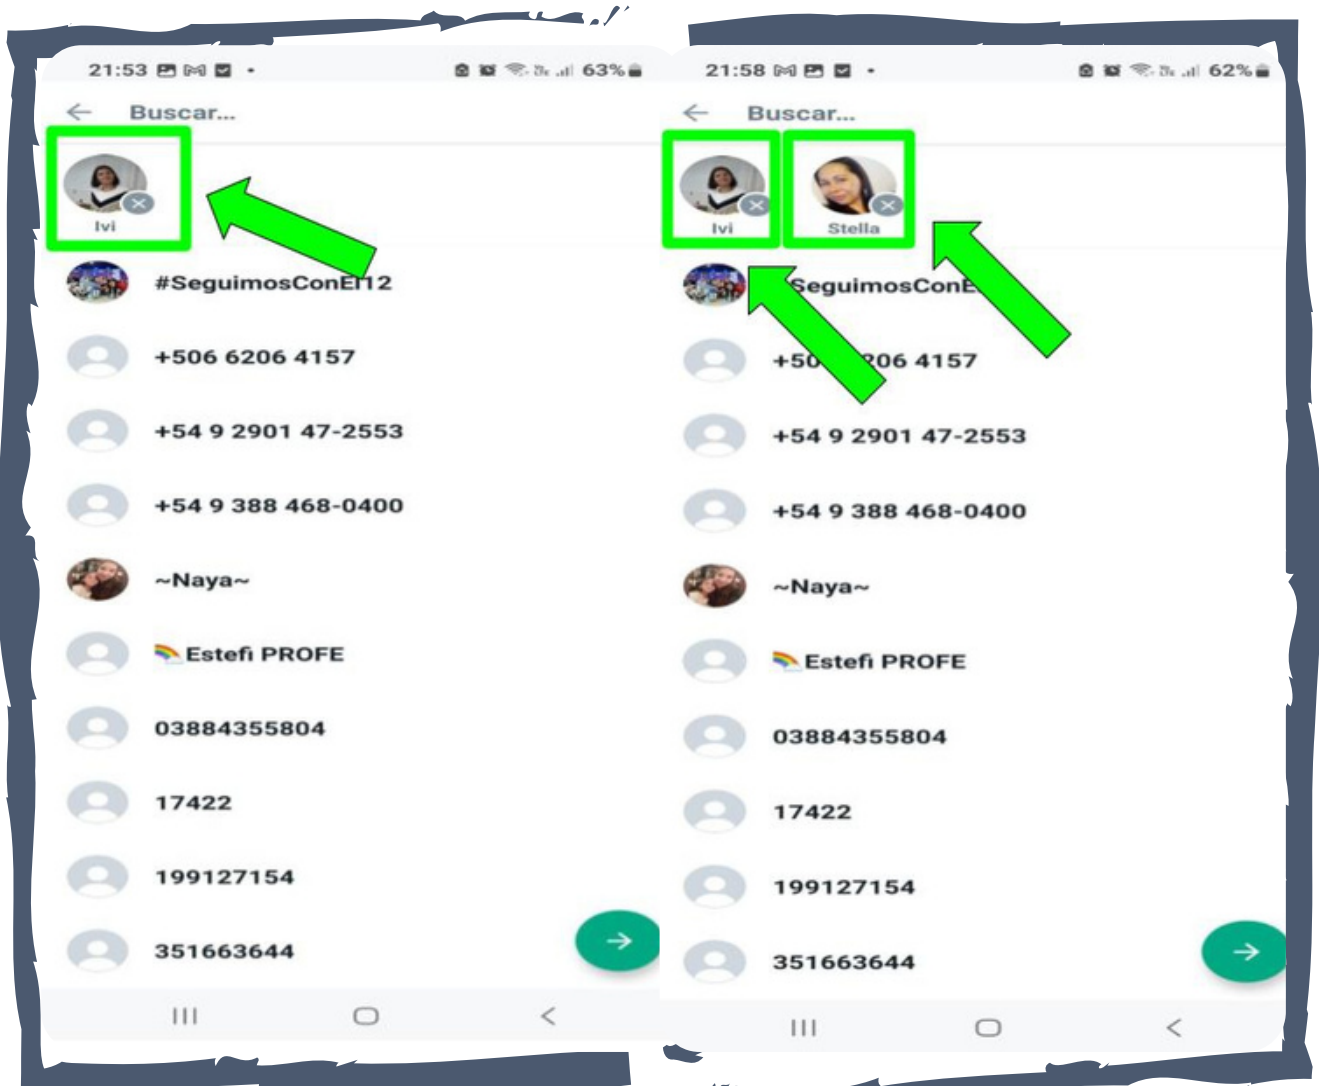 21:53
63%
Buscar...
Ivi
#SeguimosConEl12
+506 6206 4157
+54 9 2901 47-2553
+54 9 388 468-0400
~Naya~
Estefi PROFE
03884355804
17422
199127154
351663644
21:58
62%
Buscar...
Ivi
Stella
SeguimosConE
+50 206 4157
+54 9 2901 47-2553
+54 9 388 468-0400
~Naya~
Estefi PROFE
03884355804
17422
199127154
351663644